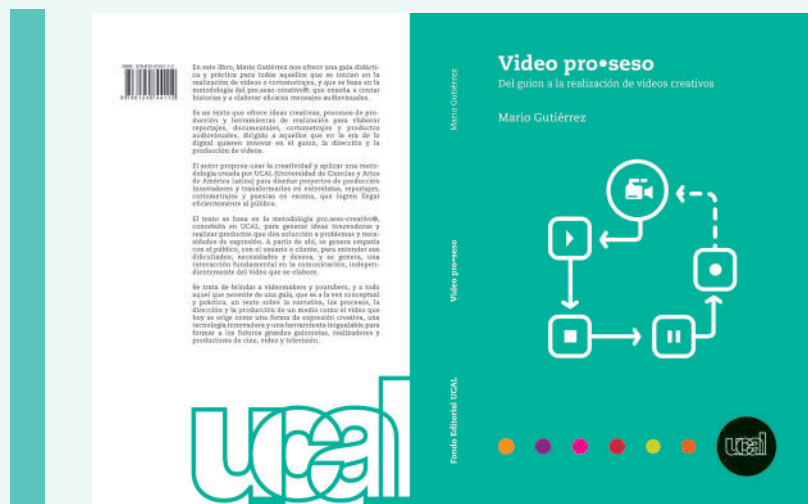 En este libro, Mario Gutiérrez nos ofrece una guía didácti-
ca y práctica para todos aquellos que se inician en la
realización de videos o cortometrajes, y que se basa en la
metodología del pro.seso-creativo®, que enseña a contar
historias y a elaborar eficaces mensajes audiovisuales.
Es un texto que ofrece ideas creativas, procesos de pro-
ducción y herramientas de realización para elaborar
reportajes, documentales, cortometrajes y productos
audiovisuales, dirigido a aquellos que en la era de lo
digital quieren innovar en el guion, la dirección y la
producción de videos.
El autor propone usar la creatividad y aplicar una meto-
dología creada por UCAL (Universidad de Ciencias y Artes
de América Latina) para diseñar proyectos de producción
innovadores y transformarlos en entrevistas, reportajes,
cortometrajes y puestas en escena, que logren llegar
eficientemente al público.
El texto se basa en la metodología pro.seso-creativo®,
concebida en UCAL, para generar ideas innovadoras y
realizar productos que den solución a problemas y nece-
sidades de expresión. A partir de ahí, se genera empatía
con el público, con el usuario o cliente, para entender sus
dificultades, necesidades y deseos, y se genera, una
interacción fundamental en la comunicación, indepen-
dientemente del video que se elabore.
Se trata de brindar a videomakers y youtubers, y a todo
aquel que necesite de una guía, que es a la vez conceptual
y práctica, un texto sobre la narrativa, los procesos, la
dirección y la producción de un medio como el video que
hoy se erige como una forma de expresión creativa, una
tecnología innovadora y una herramienta inigualable para
formar a los futuros grandes guionistas, realizadores y
productores de cine, video y televisión.
ucal
Mario Gutiérrez
Video pro•seso
Fondo Editorial UCAL
Video pro•seso
Del guion a la realización de videos creativos
Mario Gutiérrez
ucal